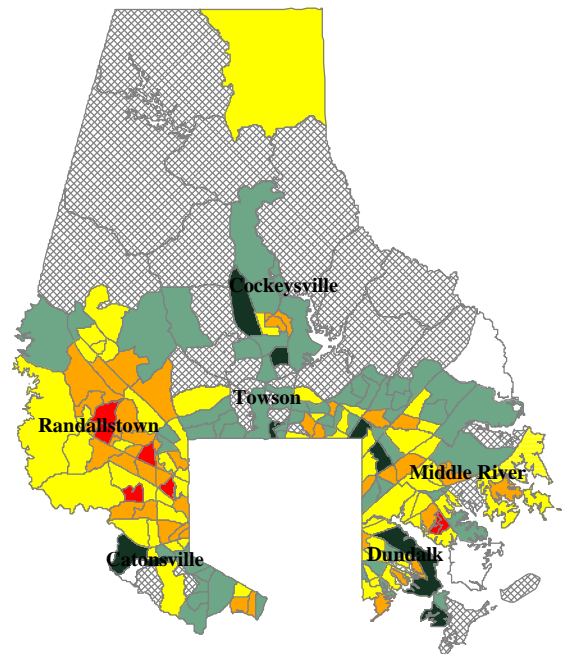 Cockeysville
Towson
Randallstown
Middle River
Catonsville
Dundalk